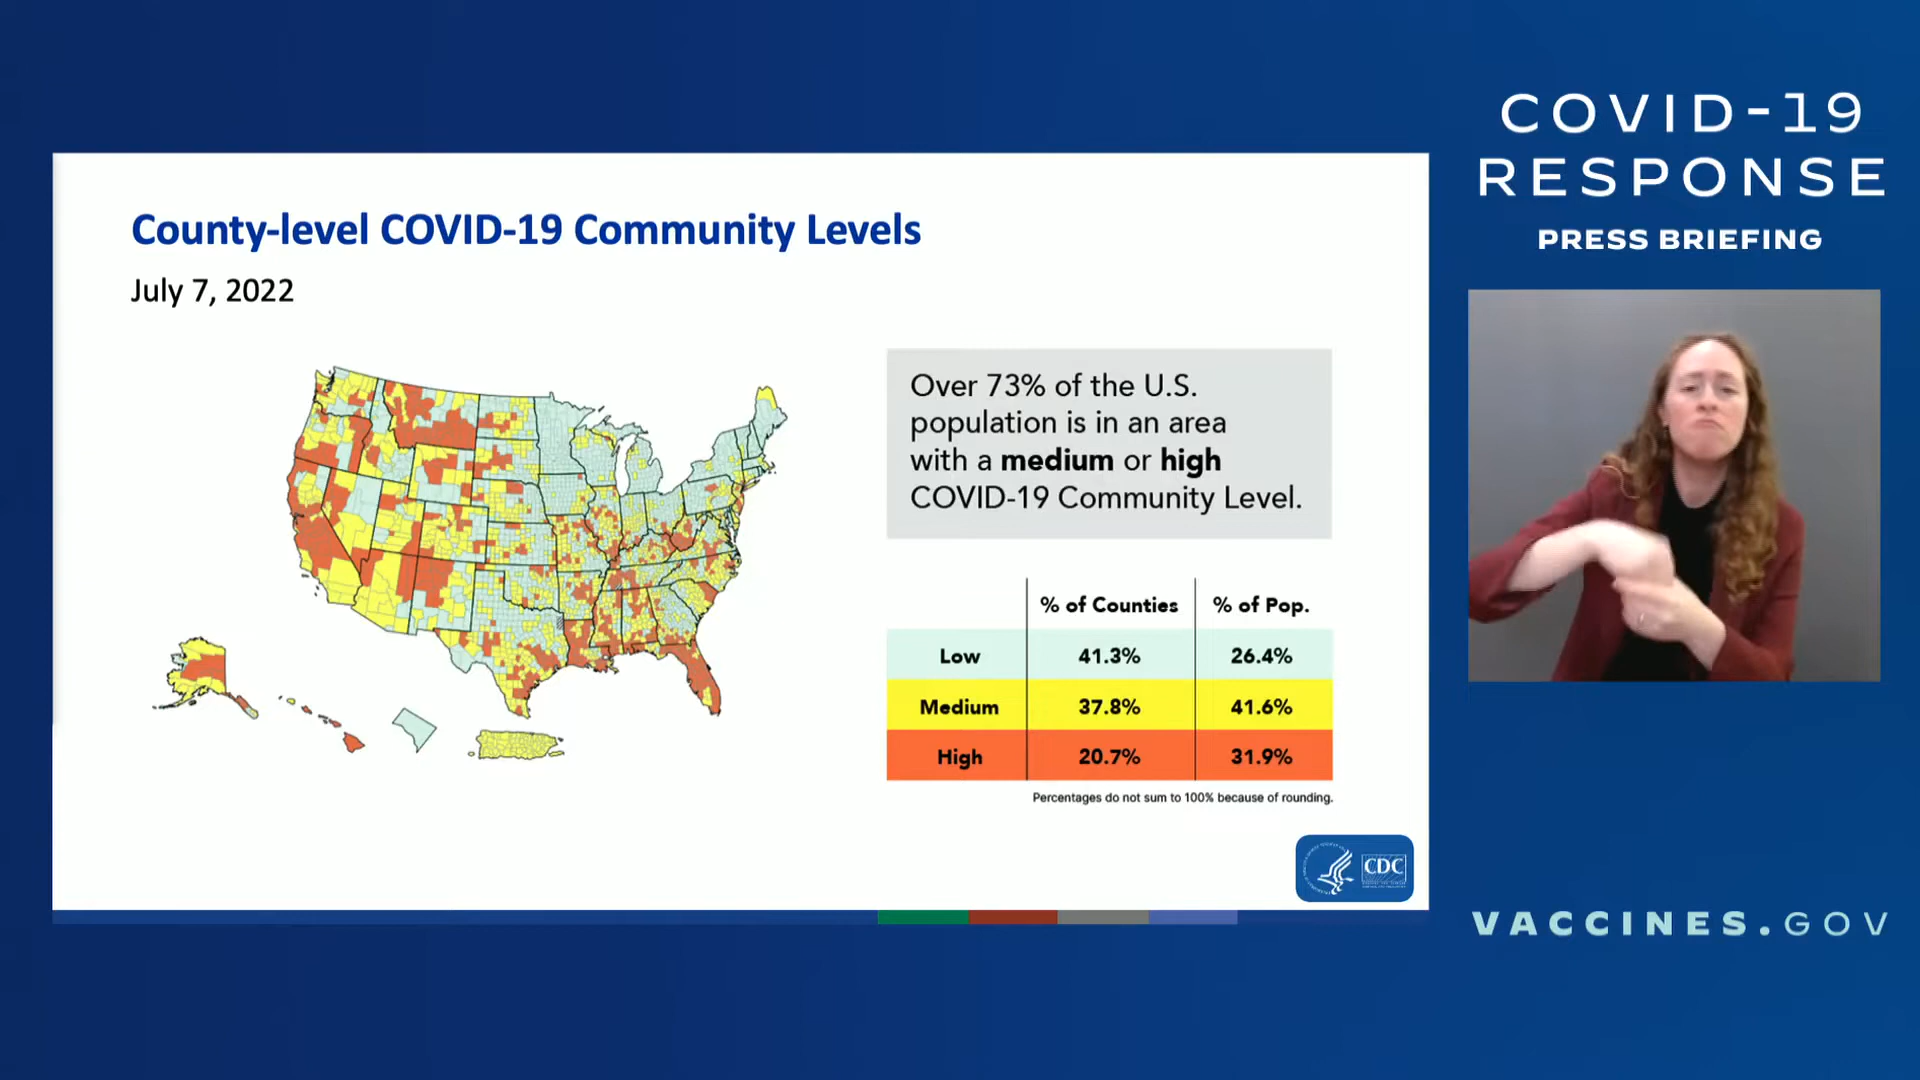 COVID-19
RESPONSE
PRESS BRIEFING
County-level COVID-19 Community Levels
July 7, 2022
Over 73% of the U.S.
population is in an area
with a medium or high
COVID-19 Community Level.
% of Counties % of Pop.
Low 41.3% 26.4%
Medium 37.8% 41.6%
High 20.7% 31.9%
Percentages do not sum to 100% because of rounding.
CDC
VACCINES.GOV